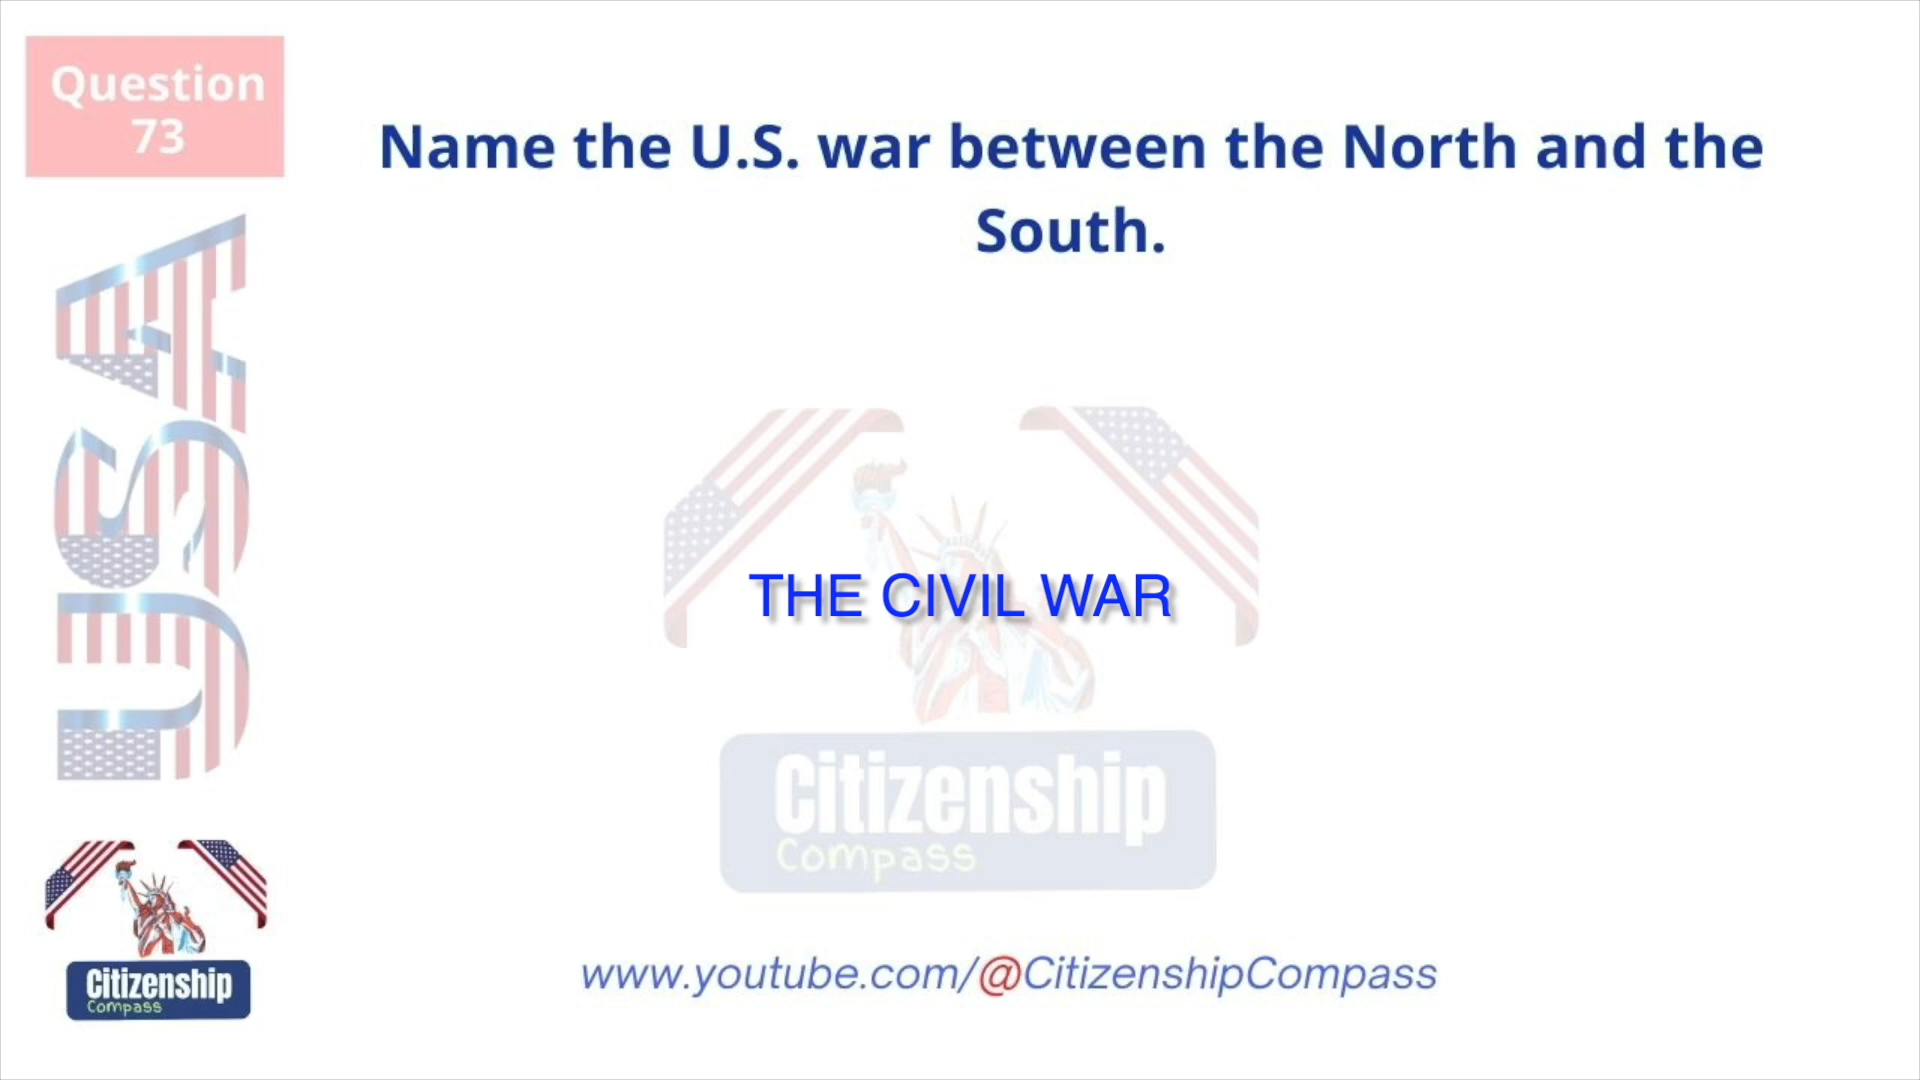 Question
73
Name the U.S. war between the North and the
South.
THE CIVIL WAR
Citizenship
Compass
www.youtube.com/@CitizenshipCompass
USA
Citizenship
Compass